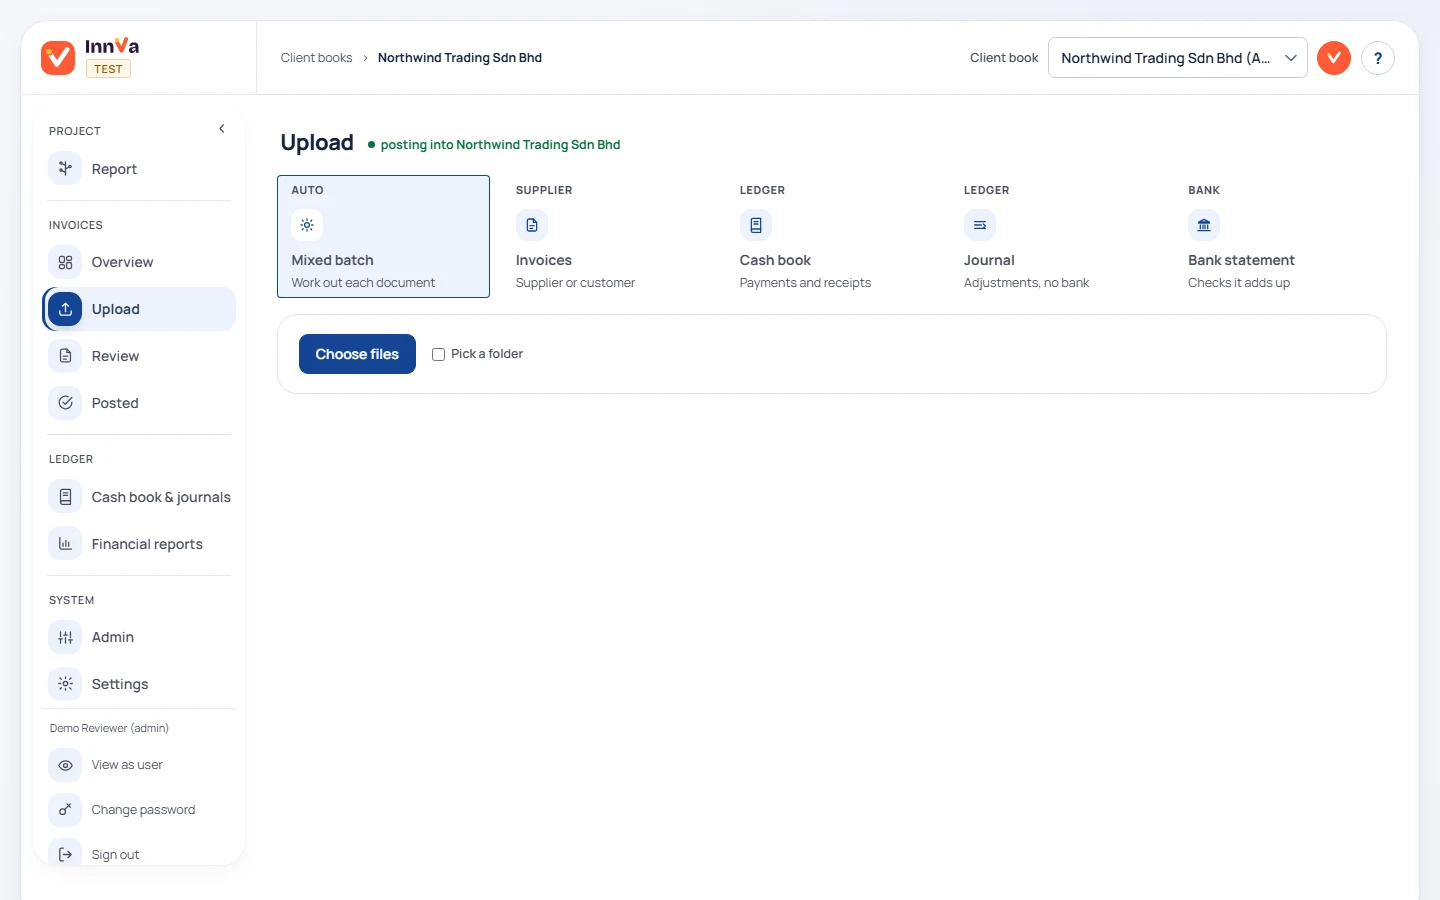 InnVa
TEST
Client books › Northwind Trading Sdn Bhd
Client book
Northwind Trading Sdn Bhd (A...
?
PROJECT
Report
INVOICES
Overview
Upload
Review
Posted
LEDGER
Cash book & journals
Financial reports
SYSTEM
Admin
Settings
Demo Reviewer (admin)
View as user
Change password
Sign out
Upload
posting into Northwind Trading Sdn Bhd
AUTO
Mixed batch
Work out each document
SUPPLIER
Invoices
Supplier or customer
LEDGER
Cash book
Payments and receipts
LEDGER
Journal
Adjustments, no bank
BANK
Bank statement
Checks it adds up
Choose files
Pick a folder